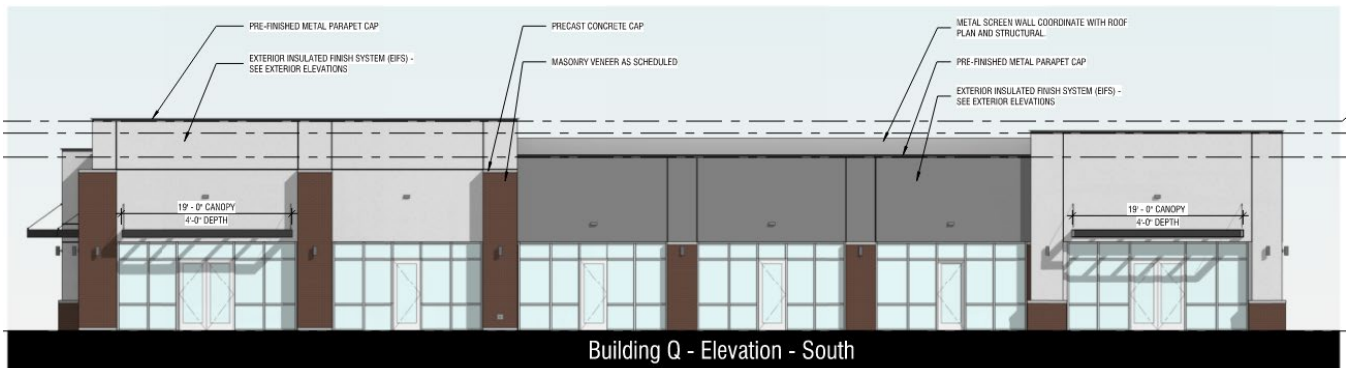 PRE-FINISHED METAL PARAPET CAP
EXTERIOR INSULATED FINISH SYSTEM (EIFS) -
SEE EXTERIOR ELEVATIONS
PRECAST CONCRETE CAP
MASONRY VENEER AS SCHEDULED
METAL SCREEN WALL COORDINATE WITH ROOF
PLAN AND STRUCTURAL.
PRE-FINISHED METAL PARAPET CAP
EXTERIOR INSULATED FINISH SYSTEM (EIFS) -
SEE EXTERIOR ELEVATIONS
19' - 0" CANOPY
4'-0" DEPTH
19' - 0" CANOPY
4'-0" DEPTH
Building Q - Elevation - South